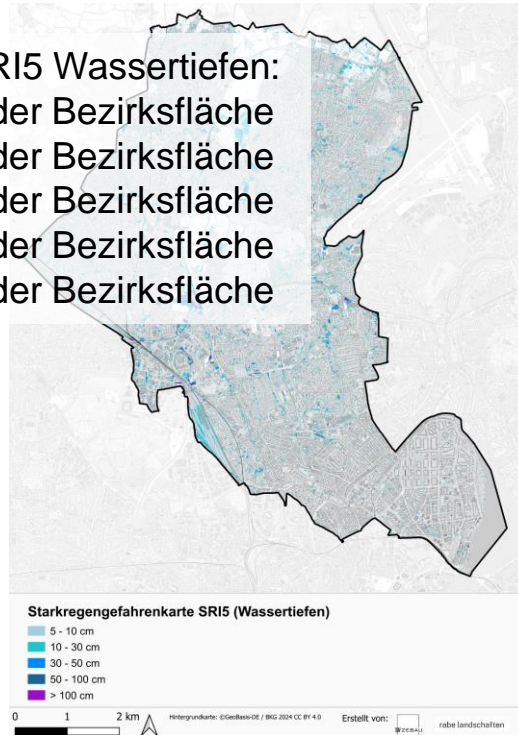 RI5 Wassertiefen:
der Bezirksfläche
der Bezirksfläche
der Bezirksfläche
der Bezirksfläche
der Bezirksfläche
Starkregengefahrenkarte SRI5 (Wassertiefen)
5 - 10 cm
10 - 30 cm
30 - 50 cm
50 - 100 cm
> 100 cm
0 1 2 km
Hintergrundkarte: ©GeoBasis-DE / BKG 2024 CC BY 4.0
Erstellt von:
ZEBAU
rabe landschaften